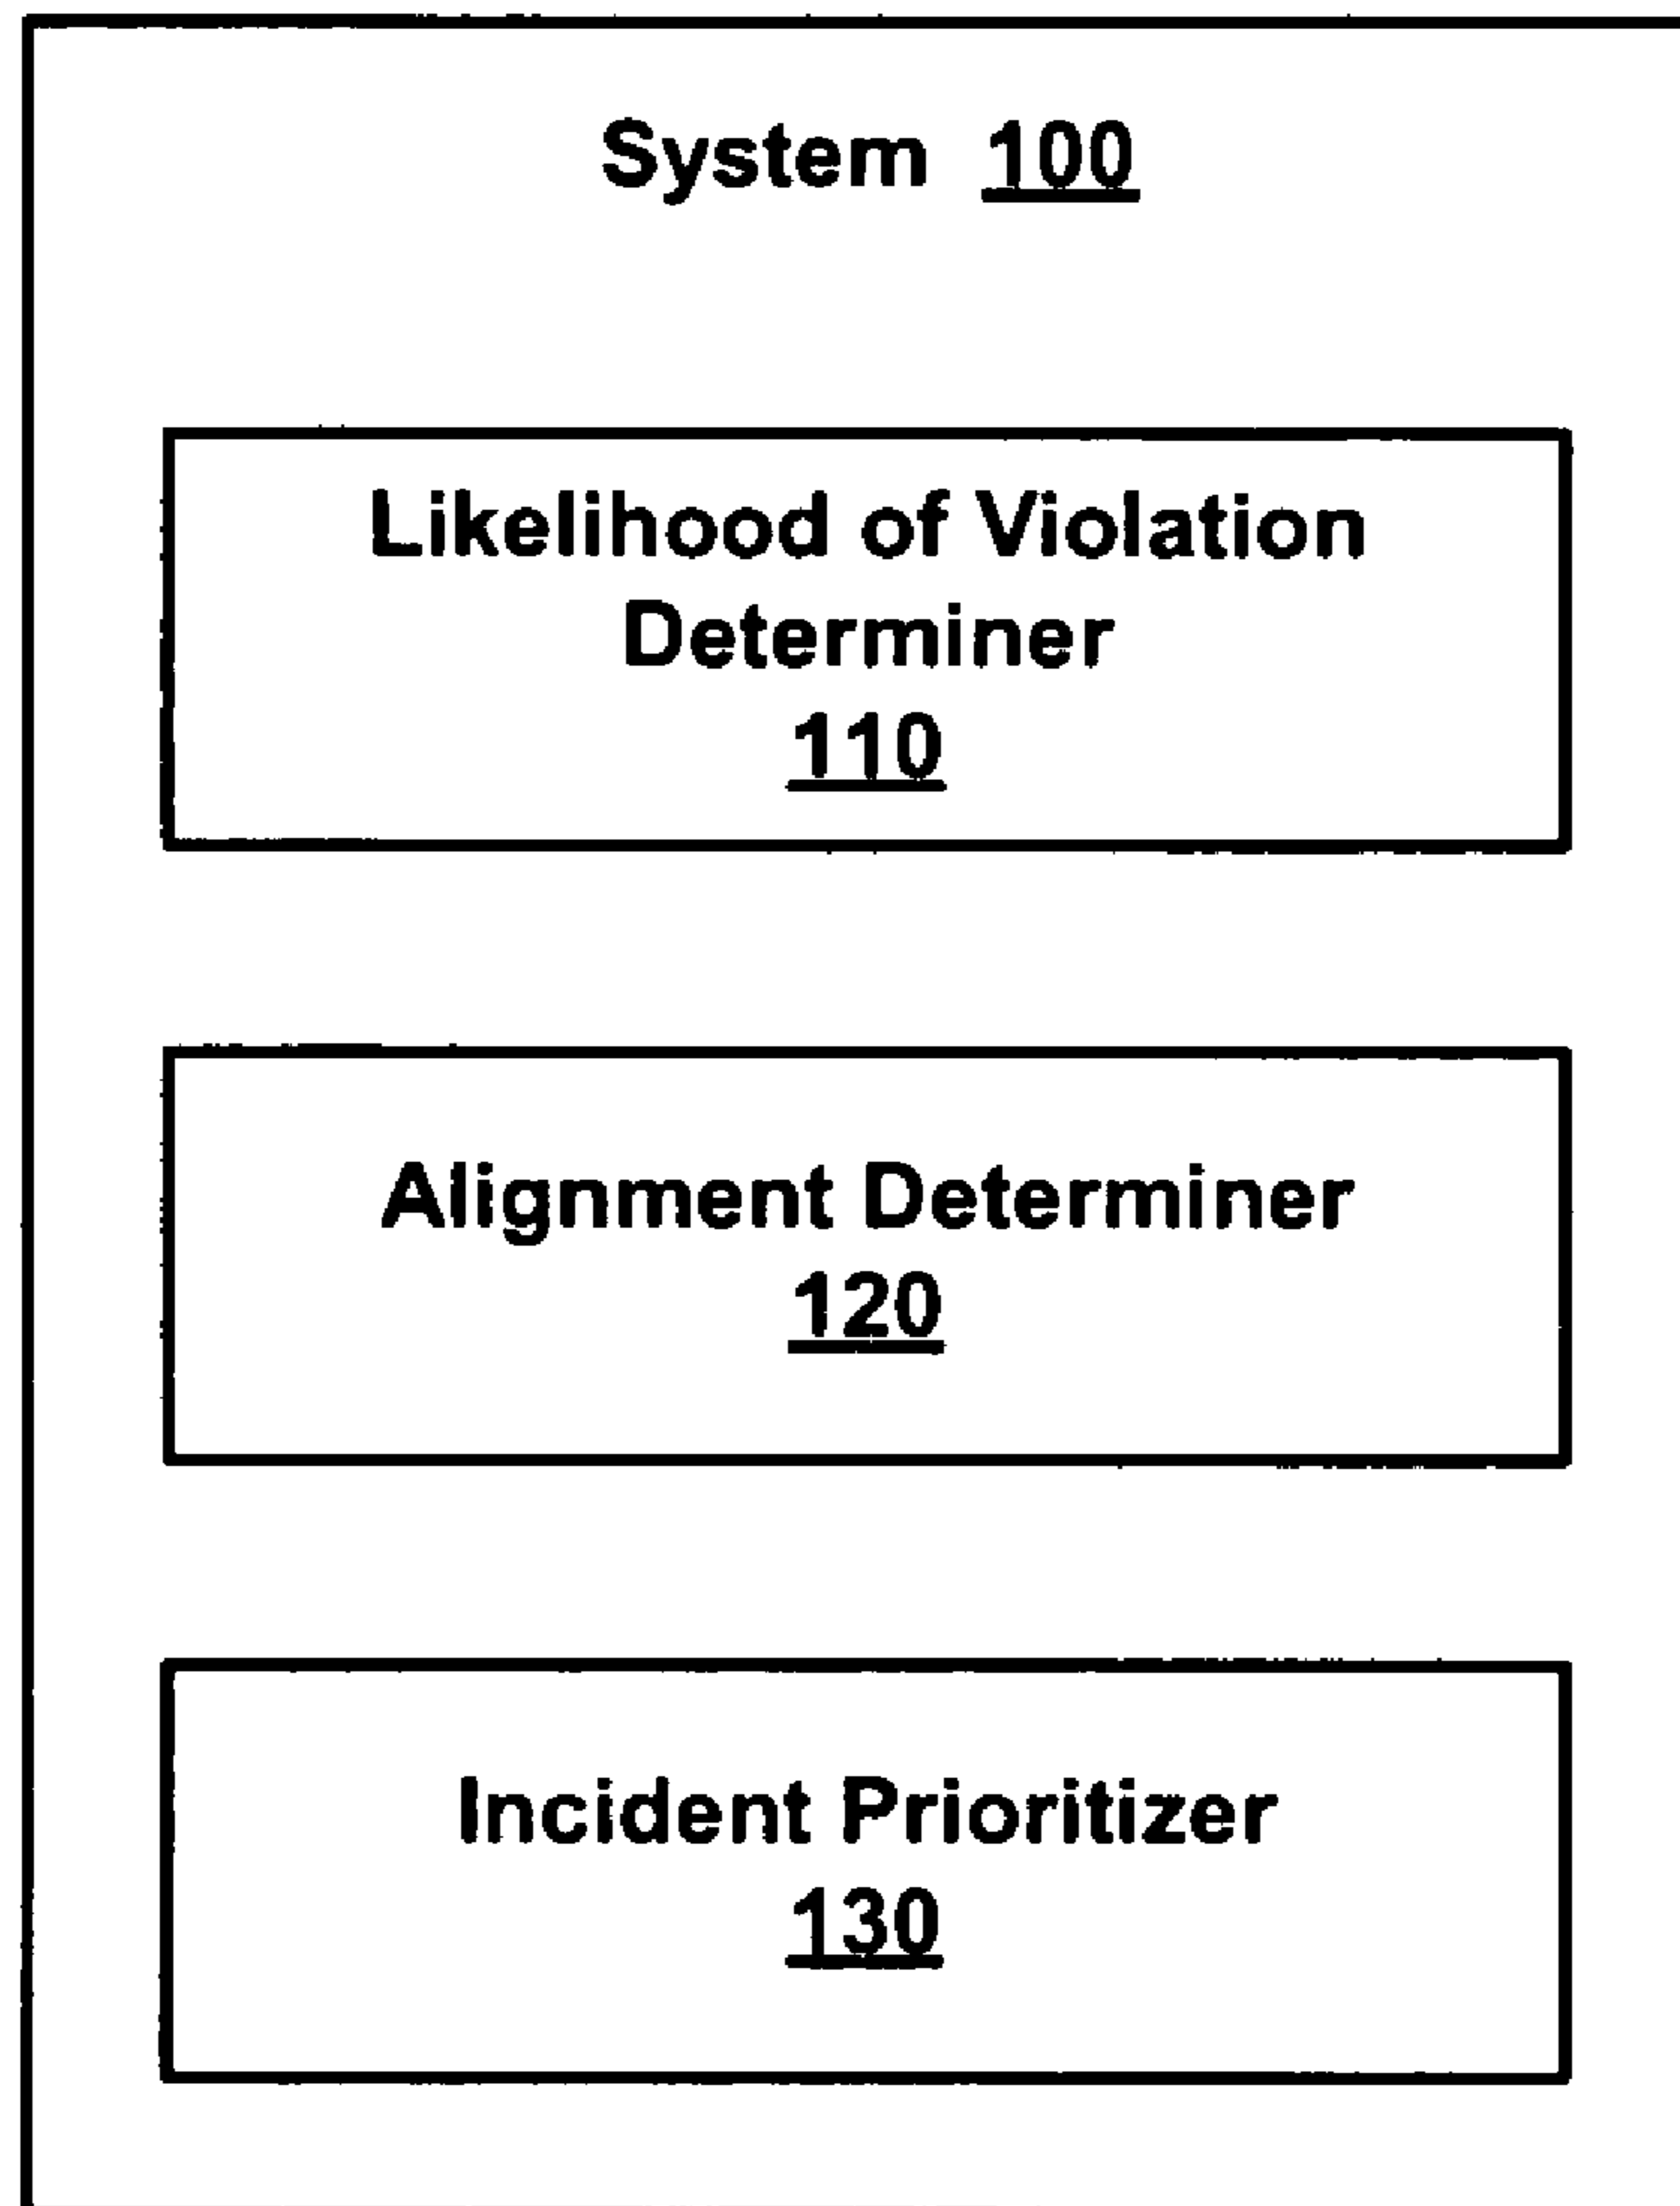 System 100
Likelihood of Violation
Determiner
110
Alignment Determiner
120
Incident Prioritizer
130